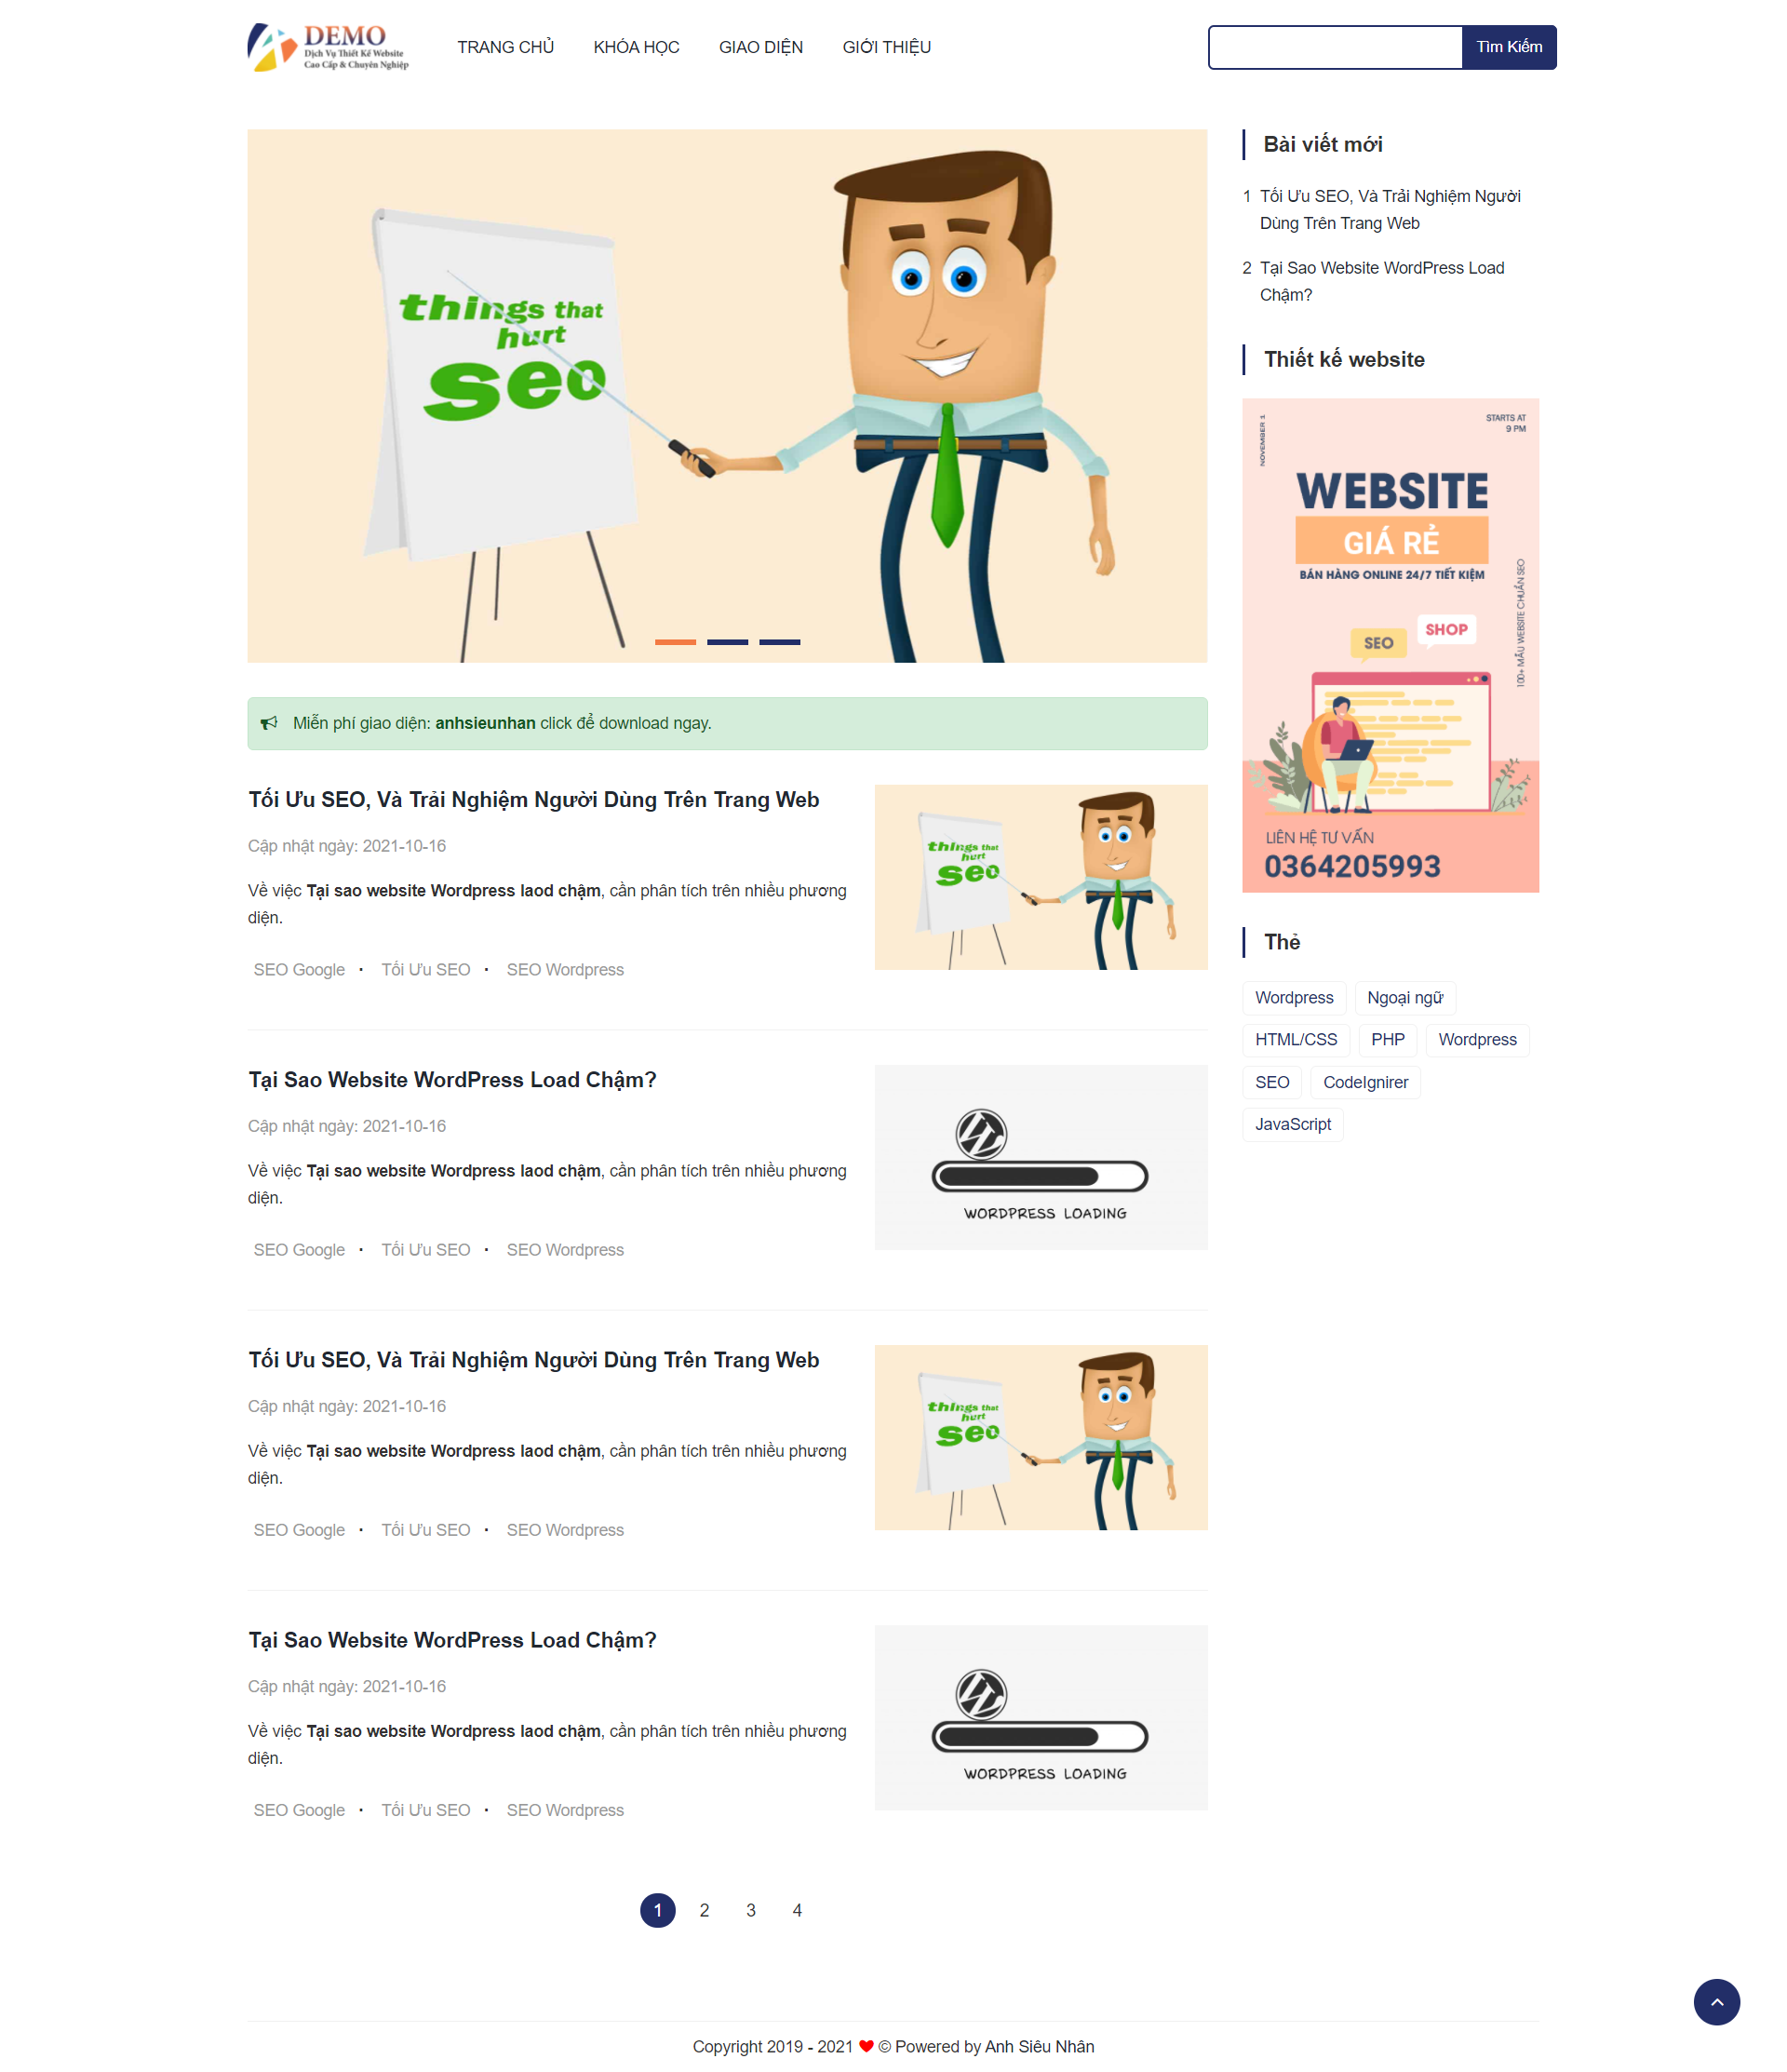 DEMO
Dịch Vụ Thiết Kế Website
Cao Cấp & Chuyên Nghiệp
TRANG CHỦ
KHÓA HỌC
GIAO DIỆN
GIỚI THIỆU
Tìm Kiếm
things that
hurt
seo
Miễn phí giao diện: anhsieunhan click để download ngay.
Tối Ưu SEO, Và Trải Nghiệm Người Dùng Trên Trang Web
Cập nhật ngày: 2021-10-16
Về việc Tại sao website Wordpress laod chậm, cần phân tích trên nhiều phương
diện.
SEO Google · Tối Ưu SEO · SEO Wordpress
things that
hurt
seo
Tại Sao Website WordPress Load Chậm?
Cập nhật ngày: 2021-10-16
Về việc Tại sao website Wordpress laod chậm, cần phân tích trên nhiều phương
diện.
SEO Google · Tối Ưu SEO · SEO Wordpress
WORDPRESS LOADING
Tối Ưu SEO, Và Trải Nghiệm Người Dùng Trên Trang Web
Cập nhật ngày: 2021-10-16
Về việc Tại sao website Wordpress laod chậm, cần phân tích trên nhiều phương
diện.
SEO Google · Tối Ưu SEO · SEO Wordpress
things that
hurt
seo
Tại Sao Website WordPress Load Chậm?
Cập nhật ngày: 2021-10-16
Về việc Tại sao website Wordpress laod chậm, cần phân tích trên nhiều phương
diện.
SEO Google · Tối Ưu SEO · SEO Wordpress
WORDPRESS LOADING
1 2 3 4
Bài viết mới
1 Tối Ưu SEO, Và Trải Nghiệm Người
Dùng Trên Trang Web
2 Tại Sao Website WordPress Load
Chậm?
Thiết kế website
NOVEMBER 1
STARTS AT
9 PM
WEBSITE
GIÁ RẺ
BÁN HÀNG ONLINE 24/7 TIẾT KIỆM
100+ MẪU WEBSITE CHUẨN SEO
SHOP
SEO
LIÊN HỆ TƯ VẤN
0364205993
Thẻ
Wordpress
Ngoại ngữ
HTML/CSS
PHP
Wordpress
SEO
CodeIgnirer
JavaScript
Copyright 2019 - 2021 ❤ © Powered by Anh Siêu Nhân